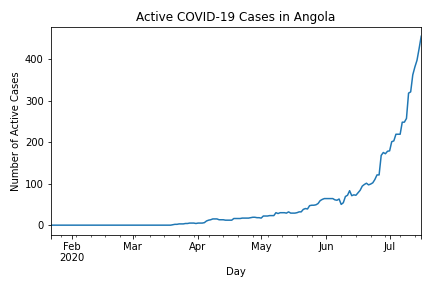 Active COVID-19 Cases in Angola
Number of Active Cases
400
300
200
100
0
Feb Mar Apr May Jun Jul
2020
Day